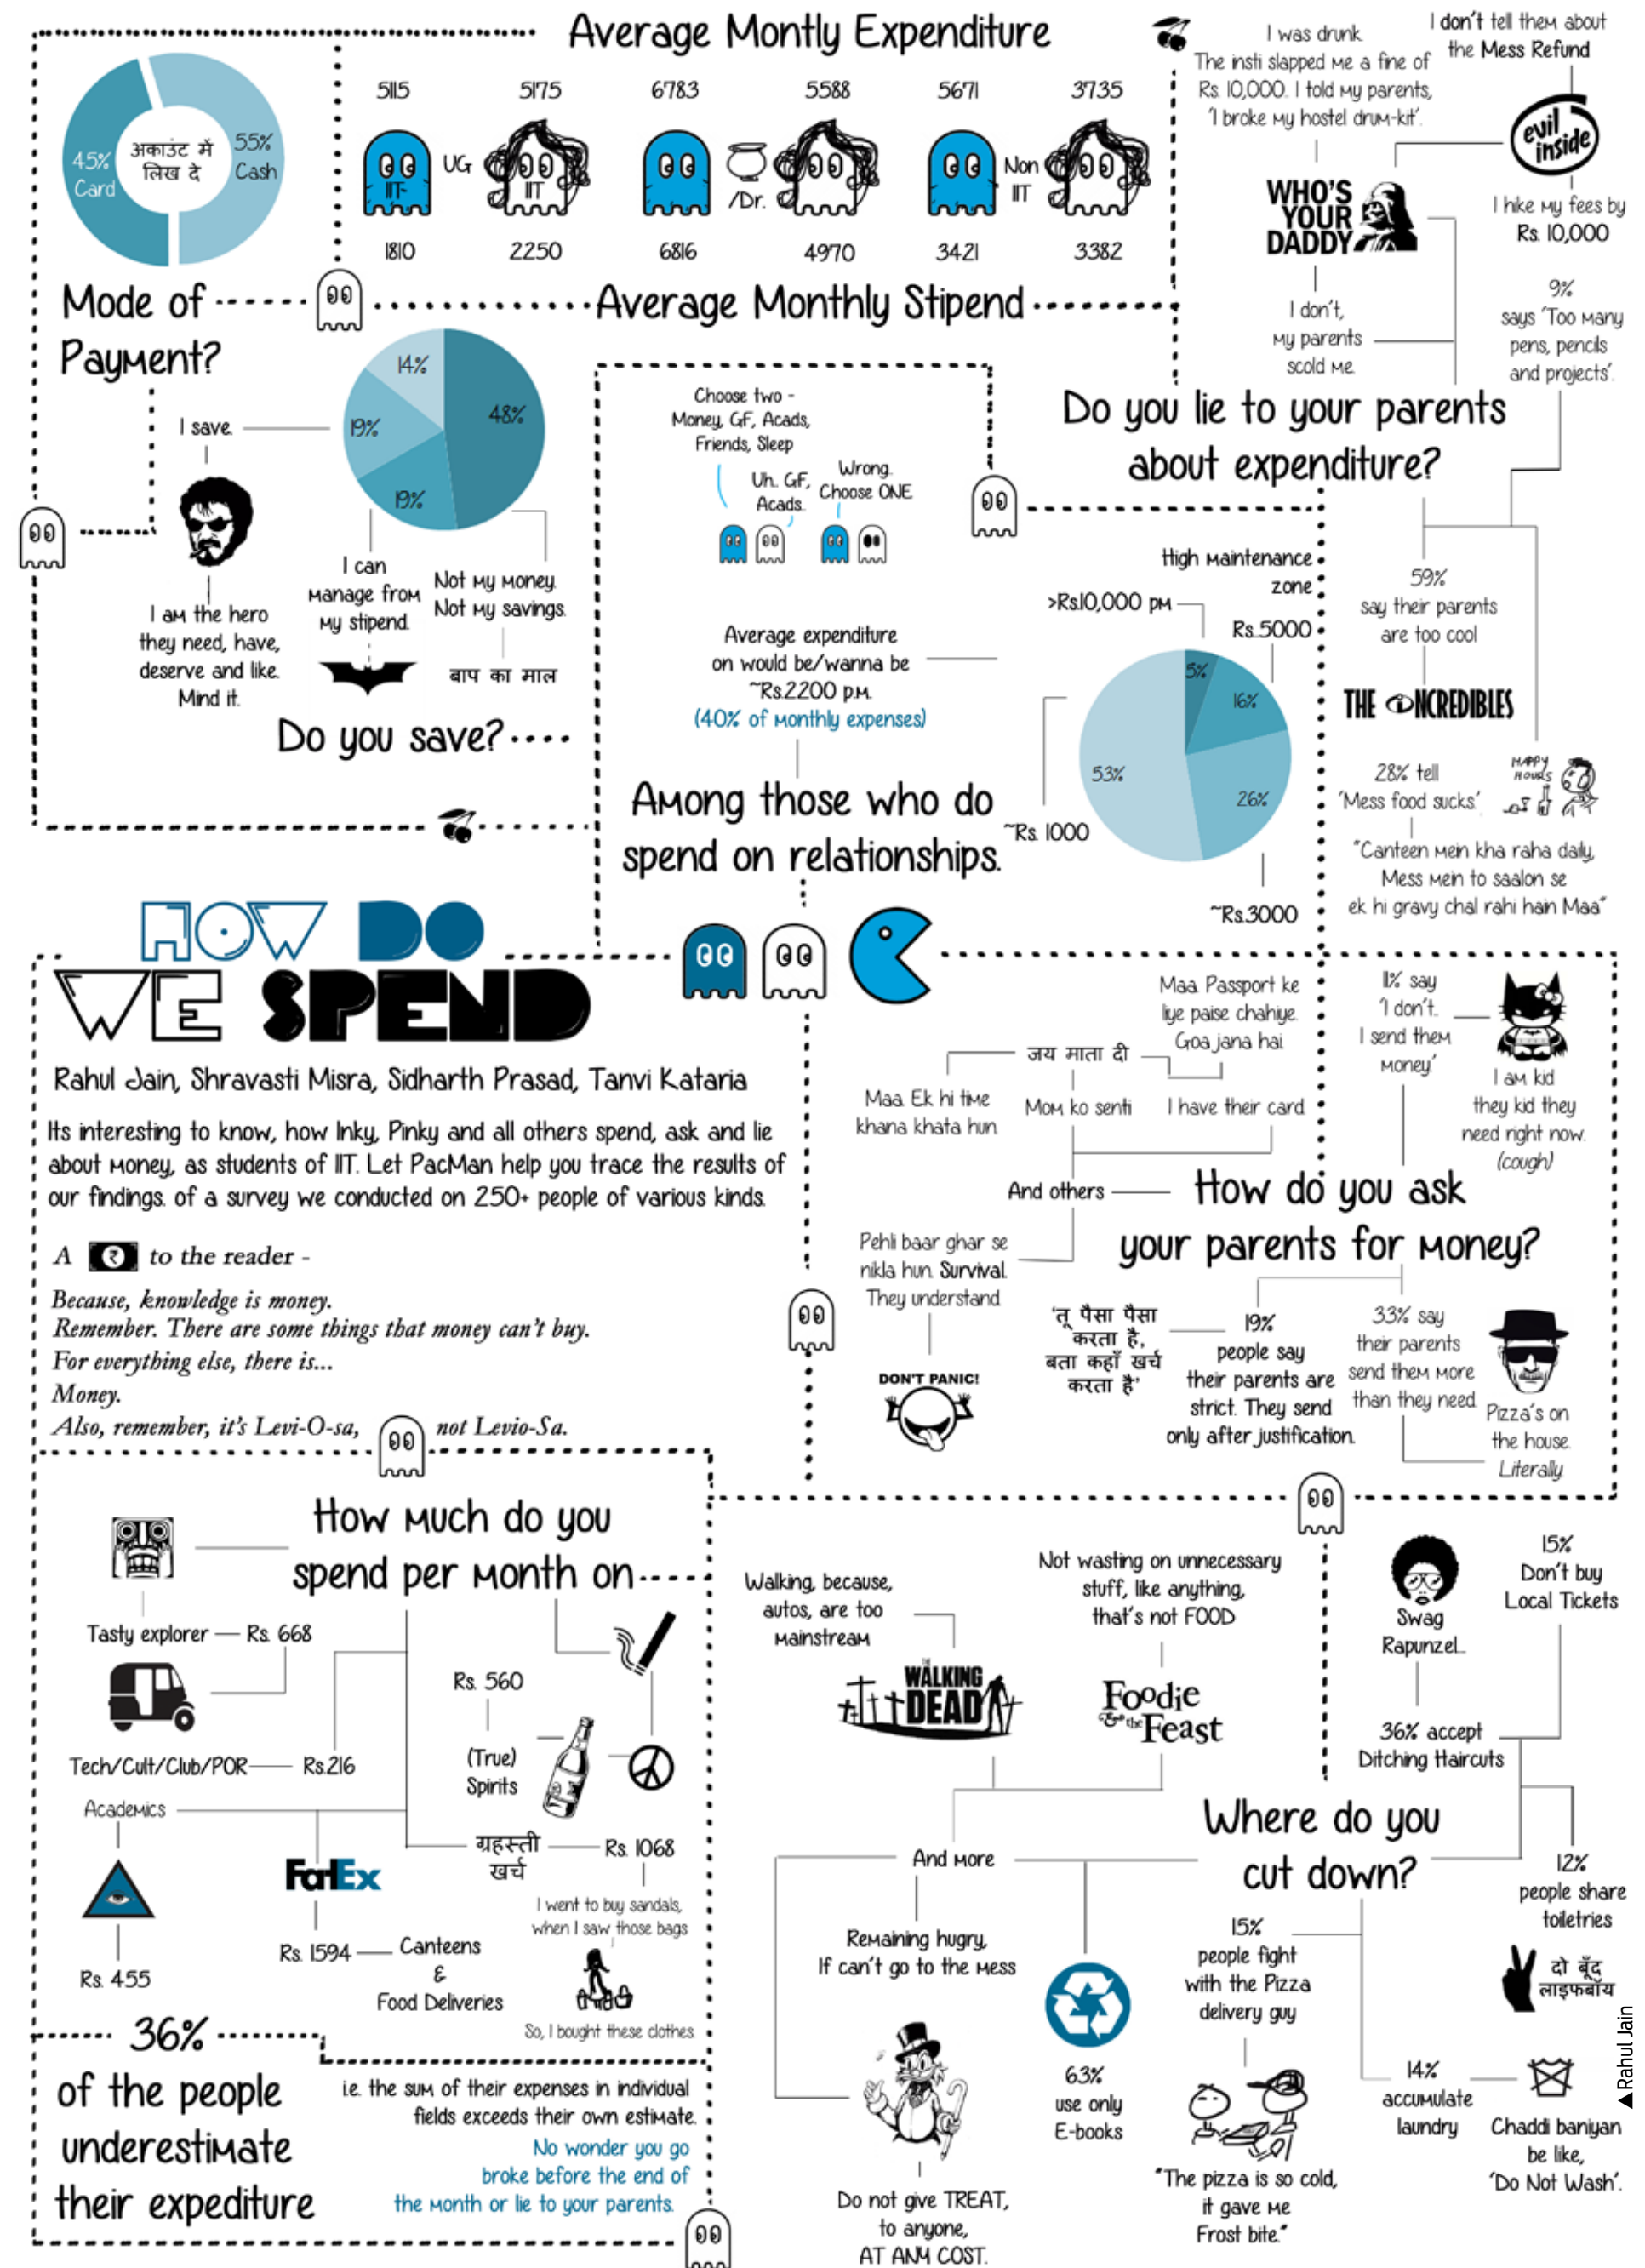 Average Montly Expenditure
45%
Card
अकाउंट में
लिख दे
55%
Cash
5115
5175
6783
5588
5671
3735
IIT
UG
IIT
/Dr.
Non
IIT
1810
2250
6816
4970
3421
3382
Average Monthly Stipend
Mode of
Payment?
I was drunk.
The insti slapped me a fine of
Rs. 10,000. I told my parents,
'I broke my hostel drum-kit'.
I don't tell them about
the Mess Refund
evil
inside
WHO'S
YOUR
DADDY
I hike my fees by
Rs. 10,000
I don't,
my parents
scold me.
9%
says 'Too many
pens, pencils
and projects'.
Do you lie to your parents
about expenditure?
59%
say their parents
are too cool
THE INCREDIBLES
28% tell
'Mess food sucks.'
HAPPY
HOURS
"Canteen mein kha raha daily,
Mess mein to saalon se
ek hi gravy chal rahi hain Maa"
14%
48%
19%
19%
I save.
I am the hero
they need, have,
deserve and like.
Mind it.
I can
manage from
my stipend.
Not my money.
Not my savings.
बाप का माल
Do you save?
Choose two -
Money, GF, Acads,
Friends, Sleep
Uh.. GF,
Acads..
Wrong.
Choose ONE
Average expenditure
on would be/wanna be
~Rs.2200 p.m.
(40% of monthly expenses)
Among those who do
spend on relationships.
High maintenance
zone
>Rs.10,000 pm
Rs.5000
5%
16%
53%
26%
~Rs. 1000
~Rs.3000
HOW DO
WE SPEND
Rahul Jain, Shravasti Misra, Sidharth Prasad, Tanvi Kataria
Its interesting to know, how Inky, Pinky and all others spend, ask and lie
about money, as students of IIT. Let PacMan help you trace the results of
our findings. of a survey we conducted on 250+ people of various kinds.
A ₹ to the reader -
Because, knowledge is money.
Remember. There are some things that money can't buy.
For everything else, there is...
Money.
Also, remember, it's Levi-O-sa, not Levio-Sa.
Maa. Passport ke
liye paise chahiye.
Goa jana hai.
जय माता दी
Maa. Ek hi time
khana khata hun.
Mom ko senti
I have their card.
And others
Pehli baar ghar se
nikla hun. Survival.
They understand.
DON'T PANIC!
11% say
'I don't.
I send them
money.'
I am kid
they kid they
need right now.
(cough)
How do you ask
your parents for money?
'तू पैसा पैसा
करता है,
बता कहाँ खर्च
करता है'
19%
people say
their parents are
strict. They send
only after justification.
33% say
their parents
send them more
than they need.
Pizza's on
the house.
Literally.
How much do you
spend per month on
Tasty explorer
Rs. 668
Tech/Cult/Club/POR
Rs.216
Academics
Rs. 455
FatEx
Rs. 1594
Canteens
&
Food Deliveries
Rs. 560
(True)
Spirits
ग्रहस्ती
खर्च
Rs. 1068
I went to buy sandals,
when I saw those bags
So, I bought these clothes.
36%
of the people
underestimate
their expediture
i.e. the sum of their expenses in individual
fields exceeds their own estimate.
No wonder you go
broke before the end of
the month or lie to your parents.
Walking, because,
autos, are too
mainstream
THE
WALKING
DEAD
Not wasting on unnecessary
stuff, like anything,
that's not FOOD
Foodie
& the Feast
Swag
Rapunzel...
15%
Don't buy
Local Tickets
36% accept
Ditching Haircuts
Where do you
cut down?
And more
Remaining hugry,
If can't go to the mess
Do not give TREAT,
to anyone,
AT ANY COST.
63%
use only
E-books
15%
people fight
with the Pizza
delivery guy
"The pizza is so cold,
it gave me
Frost bite."
12%
people share
toiletries
दो बूँद
लाइफबॉय
14%
accumulate
laundry
Chaddi baniyan
be like,
'Do Not Wash'.
▲Rahul Jain